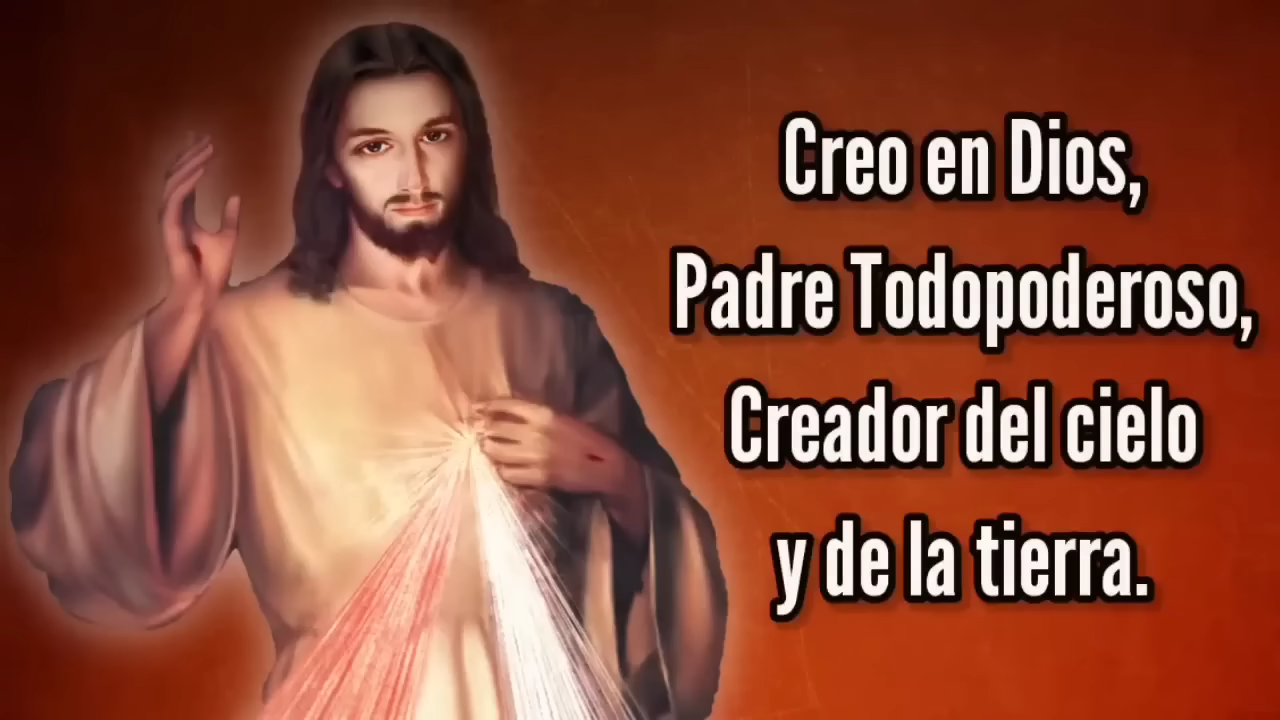 Creo en Dios,
Padre Todopoderoso,
Creador del cielo
y de la tierra.